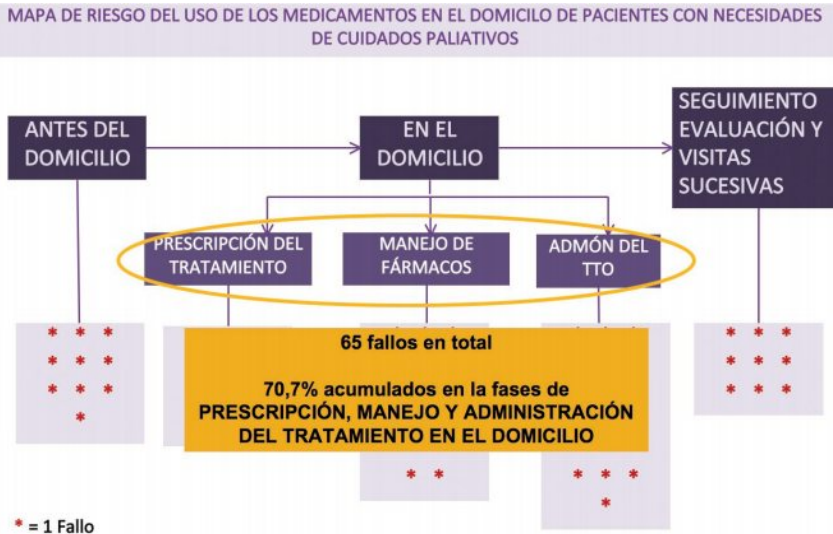 MAPA DE RIESGO DEL USO DE LOS MEDICAMENTOS EN EL DOMICILO DE PACIENTES CON NECESIDADES
DE CUIDADOS PALIATIVOS
ANTES DEL
DOMICILIO
EN EL
DOMICILIO
SEGUIMIENTO
EVALUACIÓN Y
VISITAS
SUCESIVAS
PRESCRIPCIÓN DEL
TRATAMIENTO
MANEJO DE
FÁRMACOS
ADMÓN DEL
TTO
* * *
* * *
* * *
*
* * *
* * *
* * *
65 fallos en total
70,7% acumulados en la fases de
PRESCRIPCIÓN, MANEJO Y ADMINISTRACIÓN
DEL TRATAMIENTO EN EL DOMICILIO
* *
* * *
*
* = 1 Fallo